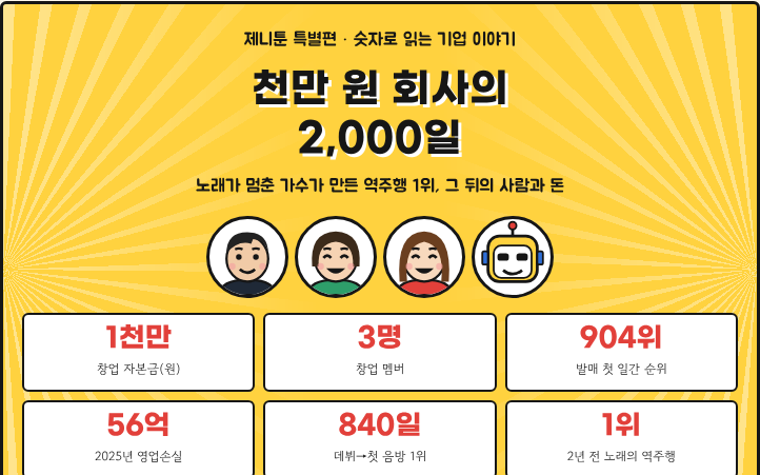 제니툰 특별편 · 숫자로 읽는 기업 이야기
천만 원 회사의
2,000일
노래가 멈춘 가수가 만든 역주행 1위, 그 뒤의 사람과 돈
1천만
창업 자본금(원)
3명
창업 멤버
904위
발매 첫 일간 순위
56억
2025년 영업손실
840일
데뷔→첫 음방 1위
1위
2년 전 노래의 역주행